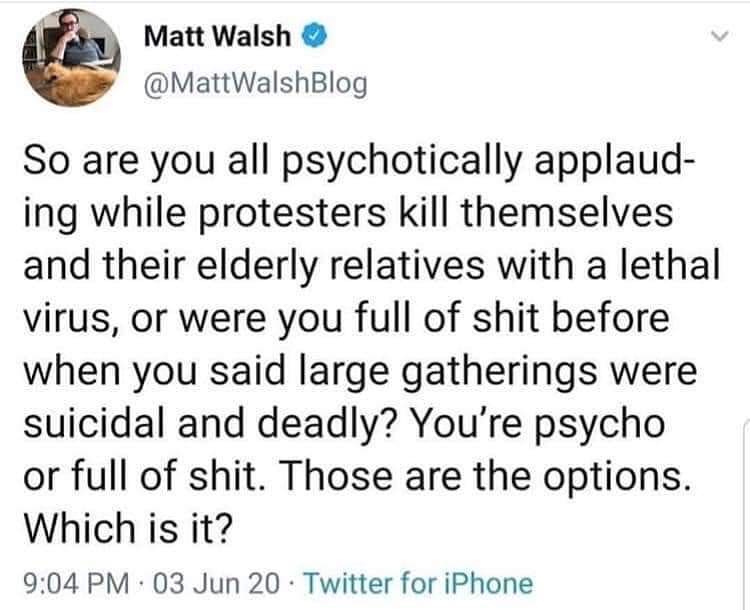 Matt Walsh
@MattWalshBlog
So are you all psychotically applaud-
ing while protesters kill themselves
and their elderly relatives with a lethal
virus, or were you full of shit before
when you said large gatherings were
suicidal and deadly? You're psycho
or full of shit. Those are the options.
Which is it?
9:04 PM · 03 Jun 20 · Twitter for iPhone